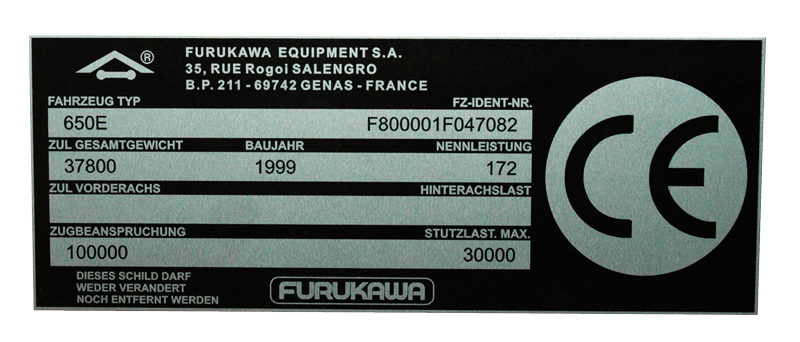 ®
FURUKAWA EQUIPMENT S.A.
35, RUE Rogoi SALENGRO
B.P. 211 - 69742 GENAS - FRANCE
FAHRZEUG TYP FZ-IDENT-NR.
650E F800001F047082
ZUL GESAMTGEWICHT BAUJAHR NENNLEISTUNG
37800 1999 172
ZUL VORDERACHS HINTERACHSLAST
ZUGBEANSPRUCHUNG STUTZLAST. MAX.
100000 30000
DIESES SCHILD DARF
WEDER VERANDERT
NOCH ENTFERNT WERDEN
FURUKAWA
CE